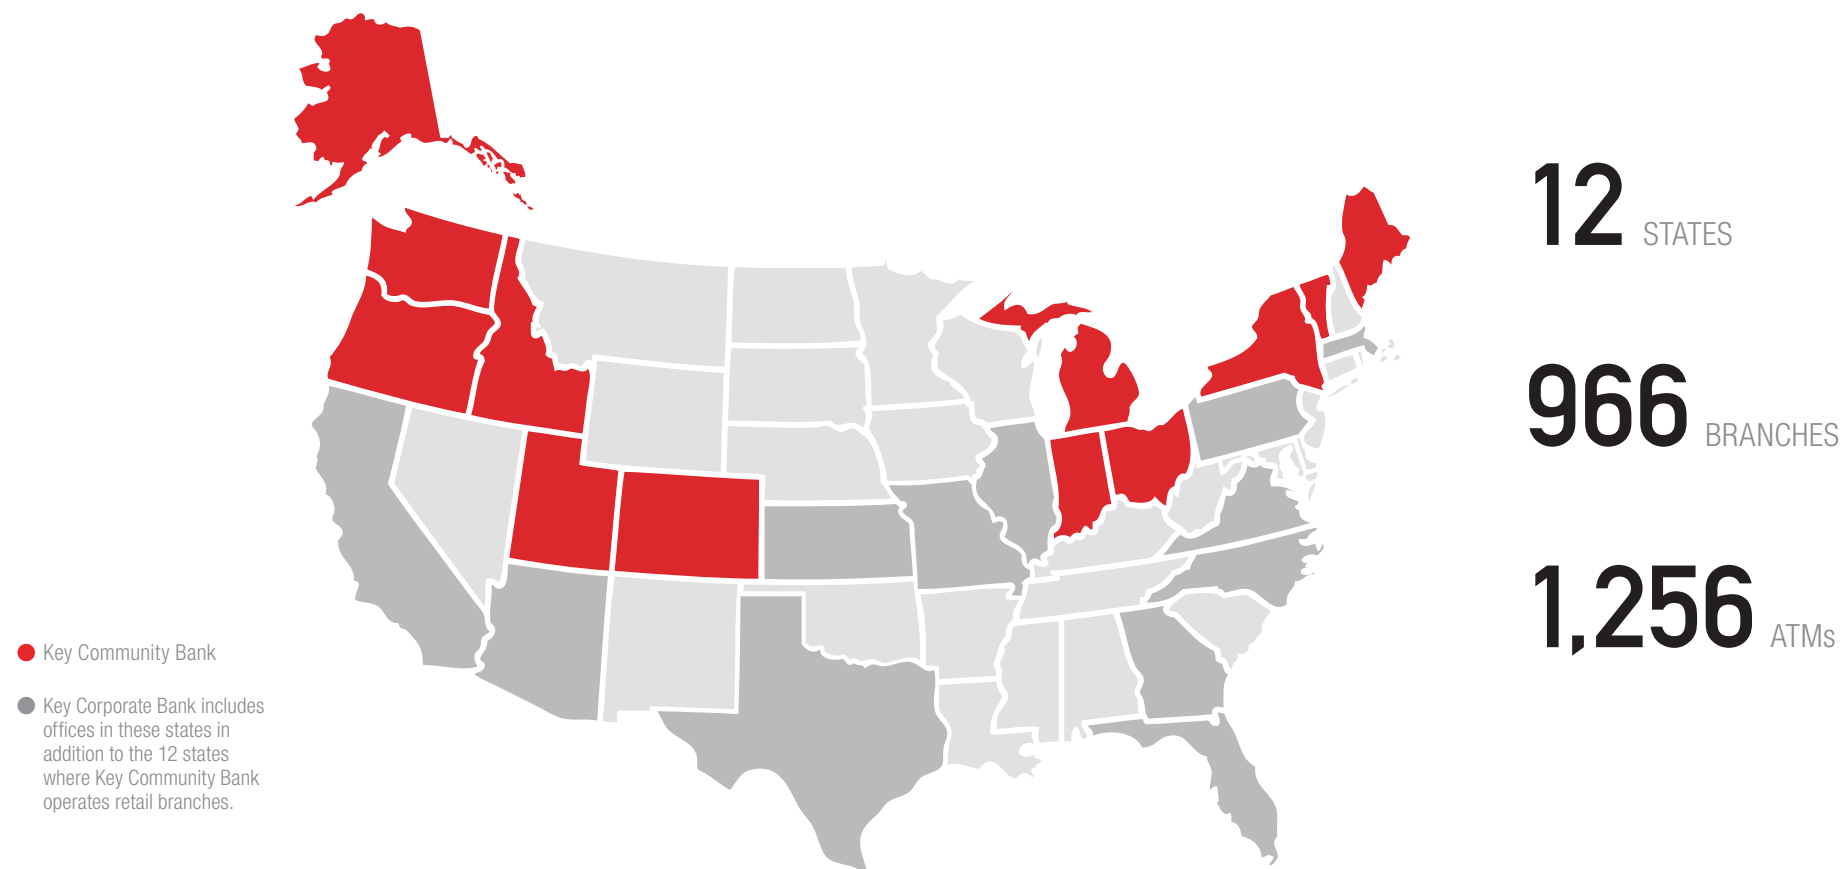 12 STATES
966 BRANCHES
1,256 ATMs
Key Community Bank
Key Corporate Bank includes
offices in these states in
addition to the 12 states
where Key Community Bank
operates retail branches.